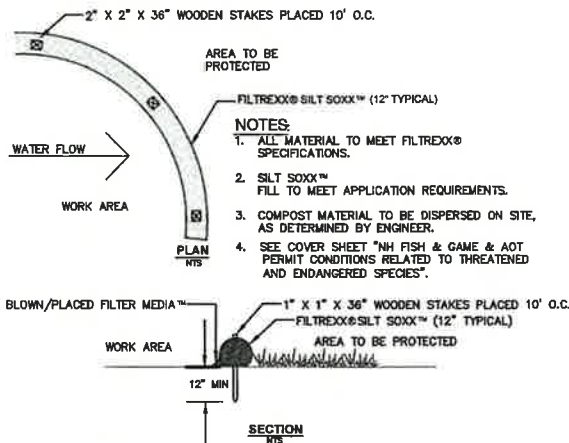 2" X 2" X 36" WOODEN STAKES PLACED 10' O.C.
AREA TO BE
PROTECTED
FILTREXX® SILT SOXX™ (12" TYPICAL)
WATER FLOW
WORK AREA
PLAN
NTS
NOTES:
1. ALL MATERIAL TO MEET FILTREXX®
SPECIFICATIONS.
2. SILT SOXX™
FILL TO MEET APPLICATION REQUIREMENTS.
3. COMPOST MATERIAL TO BE DISPERSED ON SITE,
AS DETERMINED BY ENGINEER.
4. SEE COVER SHEET "NH FISH & GAME & AOT
PERMIT CONDITIONS RELATED TO THREATENED
AND ENDANGERED SPECIES".
BLOWN/PLACED FILTER MEDIA™
1" X 1" X 36" WOODEN STAKES PLACED 10' O.C.
FILTREXX® SILT SOXX™ (12" TYPICAL)
WORK AREA
AREA TO BE PROTECTED
12" MIN
SECTION
NTS